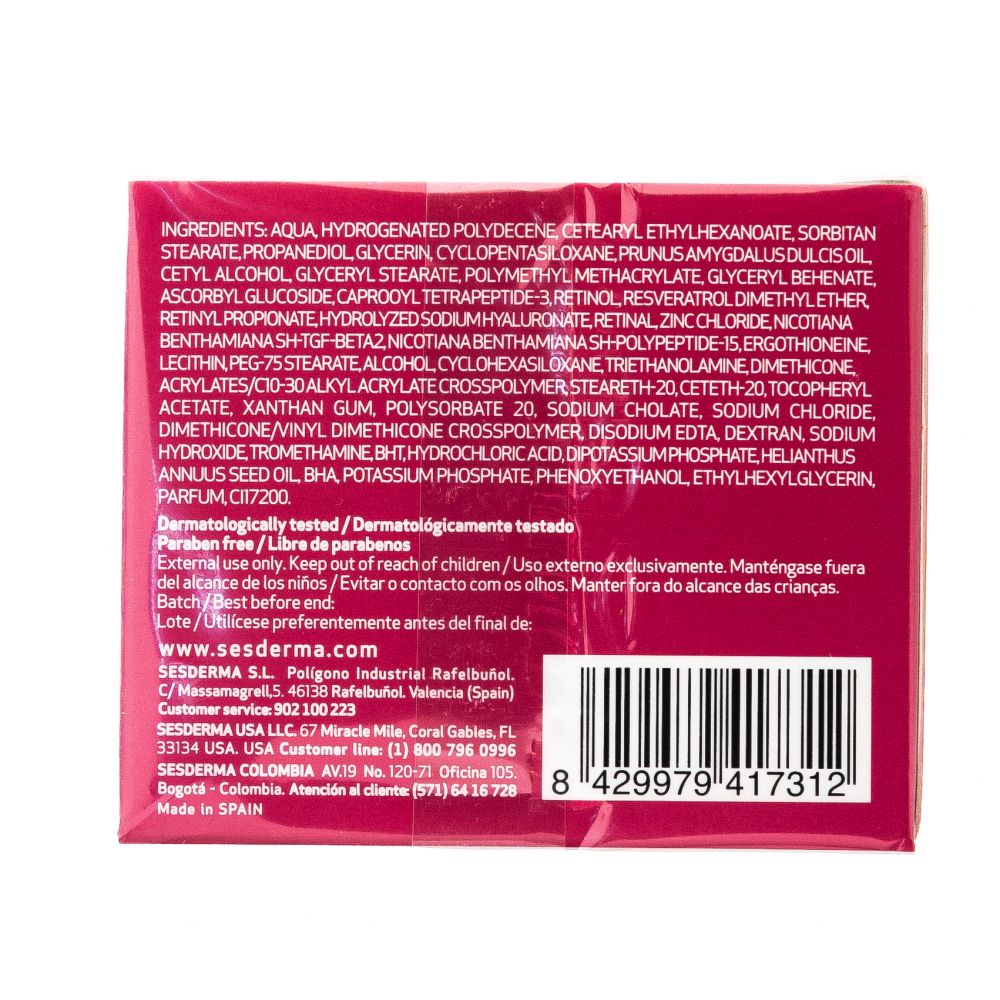 INGREDIENTS: AQUA, HYDROGENATED POLYDECENE, CETEARYL ETHYLHEXANOATE, SORBITAN
STEARATE, PROPANEDIOL, GLYCERIN, CYCLOPENTASILOXANE, PRUNUS AMYGDALUS DULCIS OIL,
CETYL ALCOHOL, GLYCERYL STEARATE, POLYMETHYL METHACRYLATE, GLYCERYL BEHENATE,
ASCORBYL GLUCOSIDE, CAPROOYL TETRAPEPTIDE-3, RETINOL, RESVERATROL DIMETHYL ETHER,
RETINYL PROPIONATE, HYDROLYZED SODIUM HYALURONATE, RETINAL, ZINC CHLORIDE, NICOTIANA
BENTHAMIANA SH-TGF-BETA2, NICOTIANA BENTHAMIANA SH-POLYPEPTIDE-15, ERGOTHIONEINE,
LECITHIN, PEG-75 STEARATE, ALCOHOL, CYCLOHEXASILOXANE, TRIETHANOLAMINE, DIMETHICONE,
ACRYLATES/C10-30 ALKYL ACRYLATE CROSSPOLYMER, STEARETH-20, CETETH-20, TOCOPHERYL
ACETATE, XANTHAN GUM, POLYSORBATE 20, SODIUM CHOLATE, SODIUM CHLORIDE,
DIMETHICONE/VINYL DIMETHICONE CROSSPOLYMER, DISODIUM EDTA, DEXTRAN, SODIUM
HYDROXIDE, TROMETHAMINE, BHT, HYDROCHLORIC ACID, DIPOTASSIUM PHOSPHATE, HELIANTHUS
ANNUUS SEED OIL, BHA, POTASSIUM PHOSPHATE, PHENOXYETHANOL, ETHYLHEXYLGLYCERIN,
PARFUM, CI17200.
Dermatologically tested / Dermatológicamente testado
Paraben free / Libre de parabenos
External use only. Keep out of reach of children / Uso externo exclusivamente. Manténgase fuera
del alcance de los niños / Evitar o contacto com os olhos. Manter fora do alcance das crianças.
Batch / Best before end:
Lote / Utilícese preferentemente antes del final de:
www.sesderma.com
SESDERMA S.L. Polígono Industrial Rafelbuñol.
C/ Massamagrell,5. 46138 Rafelbuñol. Valencia (Spain)
Customer service: 902 100 223
SESDERMA USA LLC. 67 Miracle Mile, Coral Gables, FL
33134 USA. USA Customer line: (1) 800 796 0996
SESDERMA COLOMBIA AV.19 No. 120-71 Oficina 105.
Bogotá - Colombia. Atención al cliente: (571) 64 16 728
Made in SPAIN
8 429979 417312